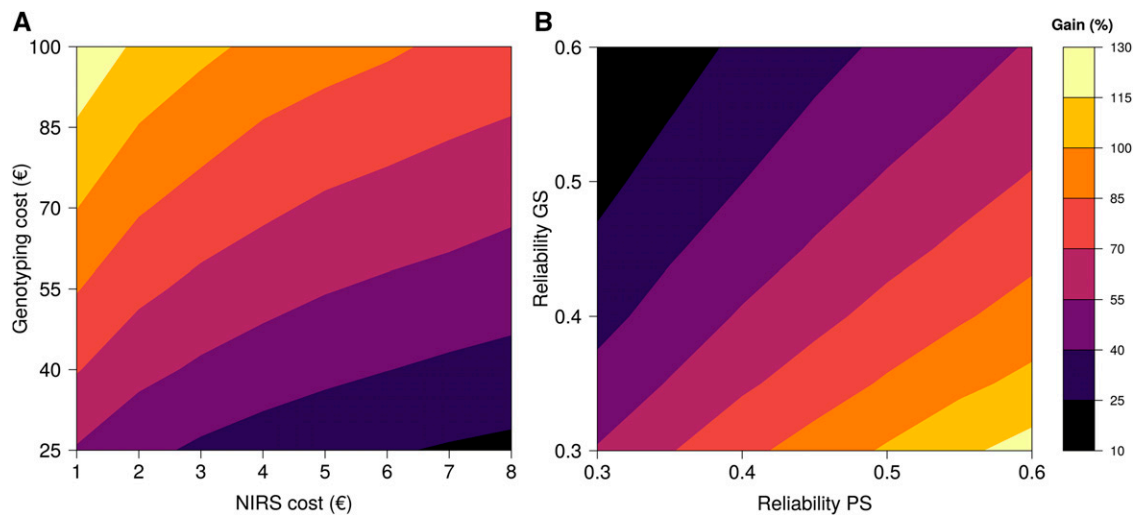 A
Genotyping cost (€)
100
85
70
55
40
25
1 2 3 4 5 6 7 8
NIRS cost (€)
B
Reliability GS
0.6
0.5
0.4
0.3
0.3 0.4 0.5 0.6
Reliability PS
Gain (%)
130
115
100
85
70
55
40
25
10